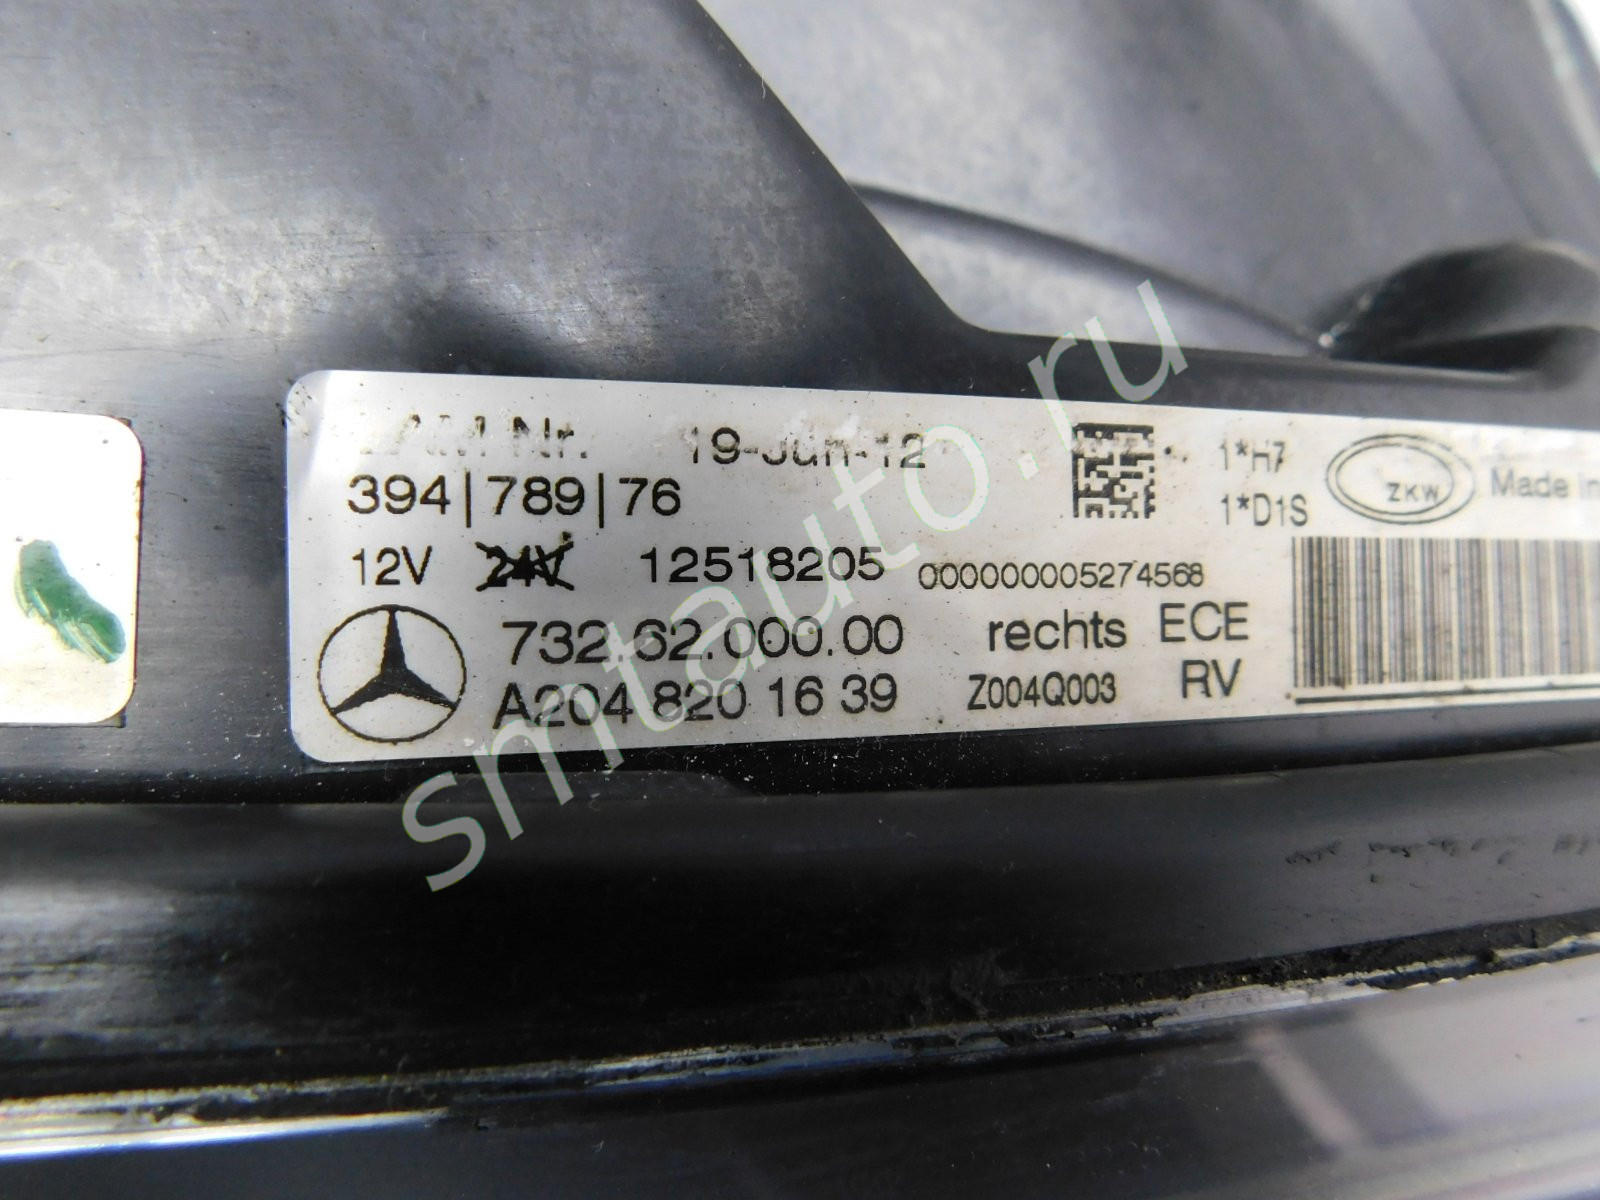 Nr. 19-Jun-12
394|789|76
12V 24V 12518205 000000005274568
732.62.000.00 rechts ECE
A204 820 16 39 Z004Q003 RV
1*H7
1*D1S
ZKW
Made in
smtauto.ru